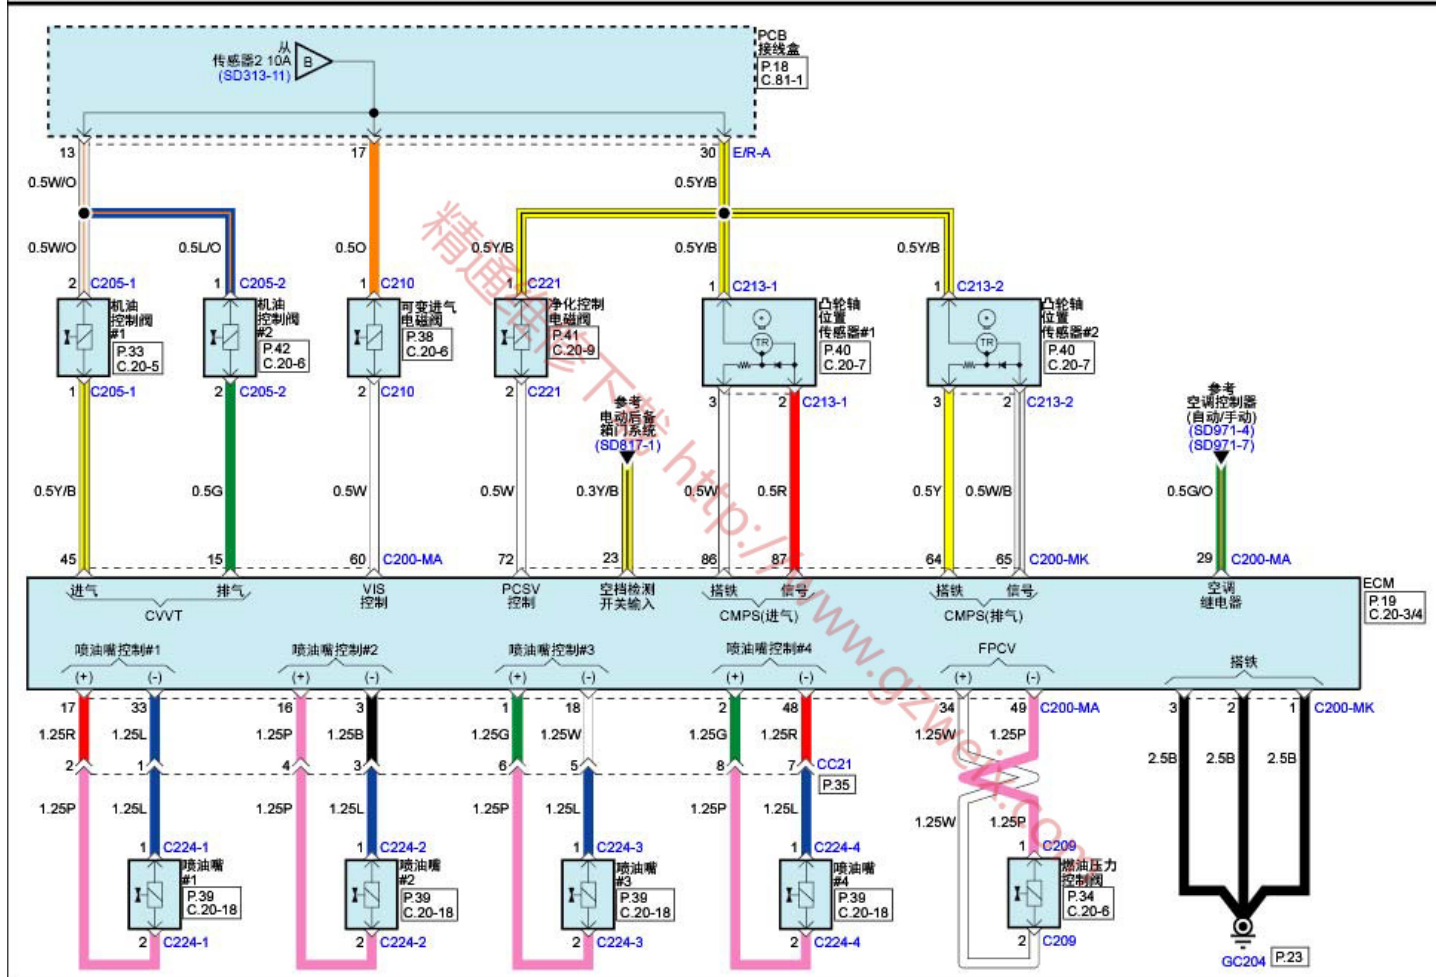 从
传感器2 10A
(SD313-11)
B
PCB
接线盒
P.18
C.81-1
13
17
30
E/R-A
0.5W/O
0.5Y/B
0.5W/O
0.5L/O
0.5O
0.5Y/B
0.5Y/B
0.5Y/B
2
C205-1
1
C205-2
1
C210
1
C221
1
C213-1
1
C213-2
机油
控制阀
#1
P.33
C.20-5
机油
控制阀
#2
P.42
C.20-6
可变进气
电磁阀
P.38
C.20-6
净化控制
电磁阀
P.41
C.20-9
TR
凸轮轴
位置
传感器#1
P.40
C.20-7
TR
凸轮轴
位置
传感器#2
P.40
C.20-7
1
C205-1
2
C205-2
2
C210
2
C221
3
2
C213-1
3
2
C213-2
参考
电动后备
箱门系统
(SD817-1)
参考
空调控制器
(自动/手动)
(SD971-4)
(SD971-7)
0.5Y/B
0.5G
0.5W
0.5W
0.3Y/B
0.5W
0.5R
0.5Y
0.5W/B
0.5G/O
45
15
60
C200-MA
72
23
86
87
64
65
C200-MK
29
C200-MA
进气
排气
CVVT
VIS
控制
PCSV
控制
空档检测
开关输入
搭铁
信号
CMPS(进气)
搭铁
信号
CMPS(排气)
空调
继电器
ECM
P.19
C.20-3/4
喷油嘴控制#1
喷油嘴控制#2
喷油嘴控制#3
喷油嘴控制#4
FPCV
搭铁
(+)
(-)
(+)
(-)
(+)
(-)
(+)
(-)
(+)
(-)
17
33
16
3
1
18
2
48
34
49
C200-MA
3
2
1
C200-MK
1.25R
1.25L
1.25P
1.25B
1.25G
1.25W
1.25G
1.25R
1.25W
1.25P
2.5B
2.5B
2.5B
2
1
4
3
6
5
8
7
CC21
P.35
1.25P
1.25L
1.25P
1.25L
1.25P
1.25L
1.25P
1.25L
1.25W
1.25P
1
C224-1
1
C224-2
1
C224-3
1
C224-4
1
C209
喷油嘴
#1
P.39
C.20-18
喷油嘴
#2
P.39
C.20-18
喷油嘴
#3
P.39
C.20-18
喷油嘴
#4
P.39
C.20-18
燃油压力
控制阀
P.34
C.20-6
2
C224-1
2
C224-2
2
C224-3
2
C224-4
2
C209
GC204
P.23
精通维修下载 http://www.gzweix.com